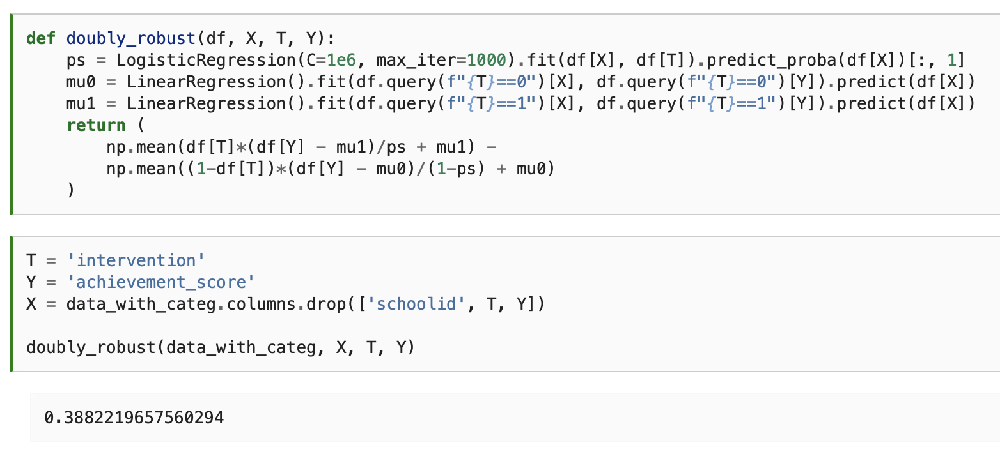 def doubly_robust(df, X, T, Y):
    ps = LogisticRegression(C=1e6, max_iter=1000).fit(df[X], df[T]).predict_proba(df[X])[:, 1]
    mu0 = LinearRegression().fit(df.query(f"{T}==0")[X], df.query(f"{T}==0")[Y]).predict(df[X])
    mu1 = LinearRegression().fit(df.query(f"{T}==1")[X], df.query(f"{T}==1")[Y]).predict(df[X])
    return (
        np.mean(df[T]*(df[Y] - mu1)/ps + mu1) -
        np.mean((1-df[T])*(df[Y] - mu0)/(1-ps) + mu0)
    )
T = 'intervention'
Y = 'achievement_score'
X = data_with_categ.columns.drop(['schoolid', T, Y])
doubly_robust(data_with_categ, X, T, Y)
0.3882219657560294